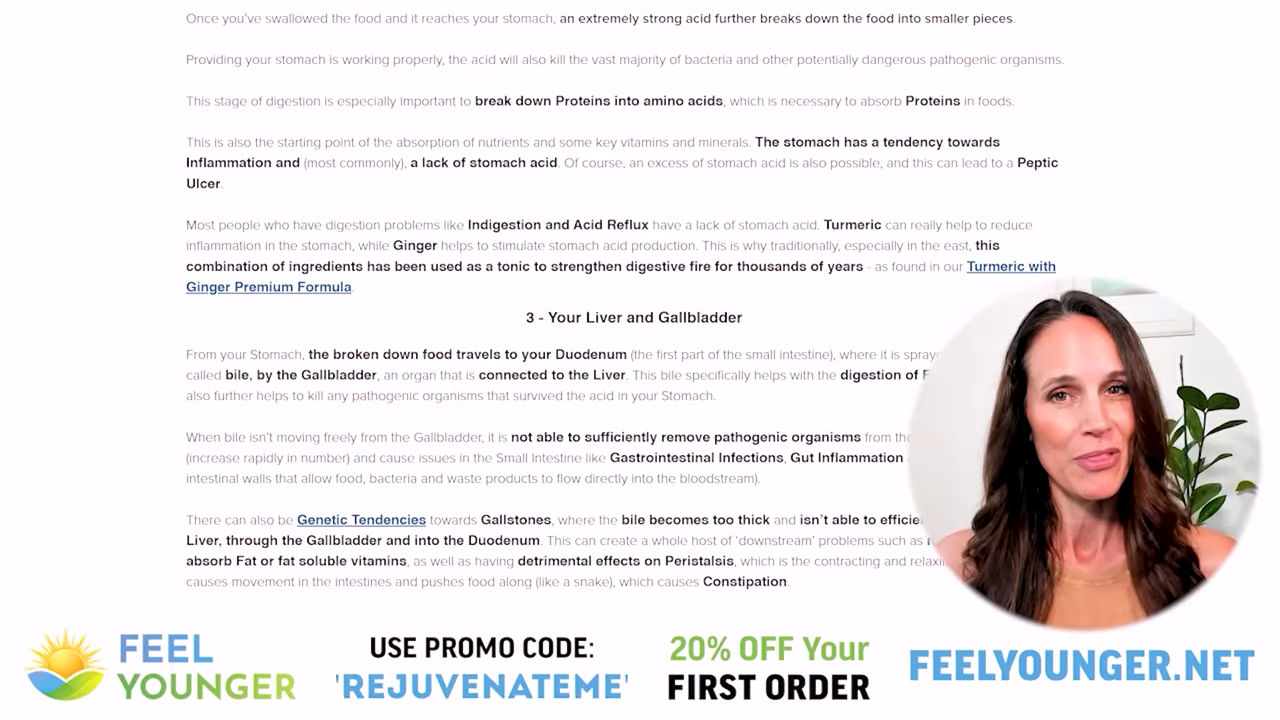 Once you've swallowed the food and it reaches your stomach, an extremely strong acid further breaks down the food into smaller pieces.
Providing your stomach is working properly, the acid will also kill the vast majority of bacteria and other potentially dangerous pathogenic organisms.
This stage of digestion is especially important to break down Proteins into amino acids, which is necessary to absorb Proteins in foods.
This is also the starting point of the absorption of nutrients and some key vitamins and minerals. The stomach has a tendency towards
Inflammation and (most commonly), a lack of stomach acid. Of course, an excess of stomach acid is also possible, and this can lead to a Peptic
Ulcer.
Most people who have digestion problems like Indigestion and Acid Reflux have a lack of stomach acid. Turmeric can really help to reduce
inflammation in the stomach, while Ginger helps to stimulate stomach acid production. This is why traditionally, especially in the east, this
combination of ingredients has been used as a tonic to strengthen digestive fire for thousands of years - as found in our Turmeric with
Ginger Premium Formula.
3 - Your Liver and Gallbladder
From your Stomach, the broken down food travels to your Duodenum (the first part of the small intestine), where it is
called bile, by the Gallbladder, an organ that is connected to the Liver. This bile specifically helps with the digestion of
also further helps to kill any pathogenic organisms that survived the acid in your Stomach.
When bile isn't moving freely from the Gallbladder, it is not able to sufficiently remove pathogenic organisms from
(increase rapidly in number) and cause issues in the Small Intestine like Gastrointestinal Infections, Gut Inflammation
intestinal walls that allow food, bacteria and waste products to flow directly into the bloodstream).
There can also be Genetic Tendencies towards Gallstones, where the bile becomes too thick and isn't able to
Liver, through the Gallbladder and into the Duodenum. This can create a whole host of 'downstream' problems such as
absorb Fat or fat soluble vitamins, as well as having detrimental effects on Peristalsis, which is the contracting and
causes movement in the intestines and pushes food along (like a snake), which causes Constipation.
FEEL
YOUNGER
USE PROMO CODE:
'REJUVENATEME'
20% OFF Your
FIRST ORDER
FEELYOUNGER.NET